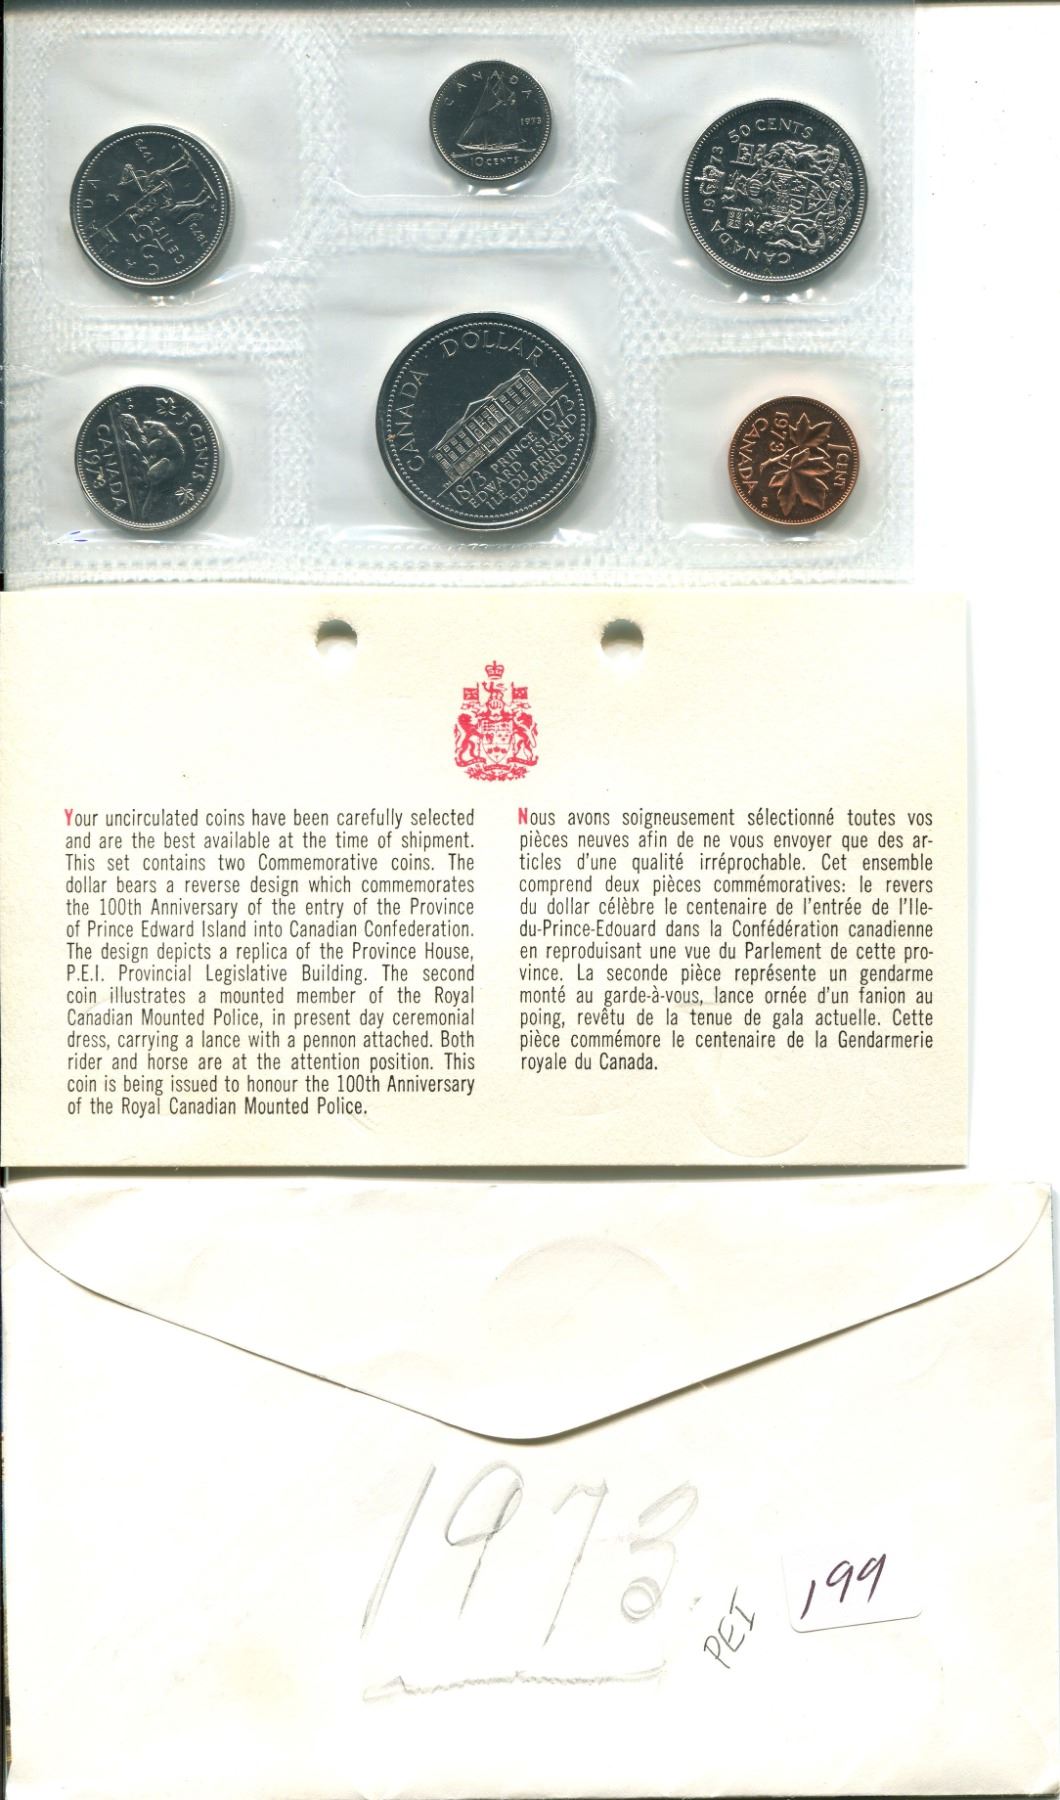 CANADA
1973
10 CENTS
50 CENTS
1973
CANADA
CANADA
25
CENTS
1873 1973
5 CENTS
CANADA
1973
CANADA DOLLAR
1873 1973
PRINCE
EDWARD ISLAND
ILE DU PRINCE
EDOUARD
1 CENT
1973
CANADA
KG
Your uncirculated coins have been carefully selected
and are the best available at the time of shipment.
This set contains two Commemorative coins. The
dollar bears a reverse design which commemorates
the 100th Anniversary of the entry of the Province
of Prince Edward Island into Canadian Confederation.
The design depicts a replica of the Province House,
P.E.I. Provincial Legislative Building. The second
coin illustrates a mounted member of the Royal
Canadian Mounted Police, in present day ceremonial
dress, carrying a lance with a pennon attached. Both
rider and horse are at the attention position. This
coin is being issued to honour the 100th Anniversary
of the Royal Canadian Mounted Police.
Nous avons soigneusement sélectionné toutes vos
pièces neuves afin de ne vous envoyer que des ar-
ticles d'une qualité irréprochable. Cet ensemble
comprend deux pièces commémoratives: le revers
du dollar célèbre le centenaire de l'entrée de l'Ile-
du-Prince-Edouard dans la Confédération canadienne
en reproduisant une vue du Parlement de cette pro-
vince. La seconde pièce représente un gendarme
monté au garde-à-vous, lance ornée d'un fanion au
poing, revêtu de la tenue de gala actuelle. Cette
pièce commémore le centenaire de la Gendarmerie
royale du Canada.
1973.
PEI
199